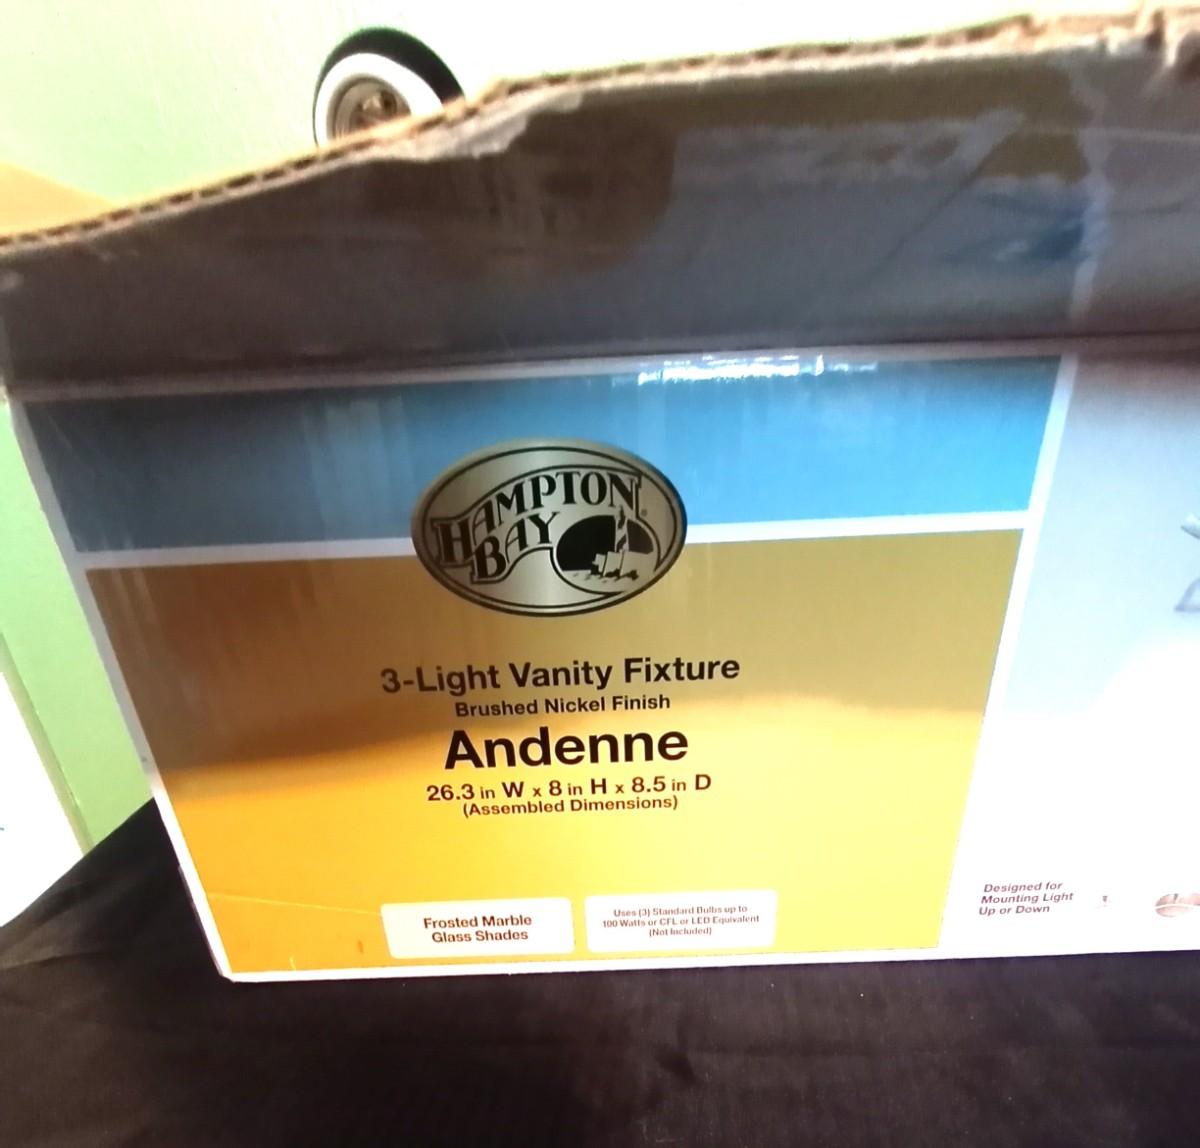 HAMPTON
BAY
3-Light Vanity Fixture
Brushed Nickel Finish
Andenne
26.3 in W x 8 in H x 8.5 in D
(Assembled Dimensions)
Frosted Marble
Glass Shades
Uses (3) Standard Bulbs up to
100 Watts or CFL or LED Equivalent
(Not Included)
Designed for
Mounting Light
Up or Down